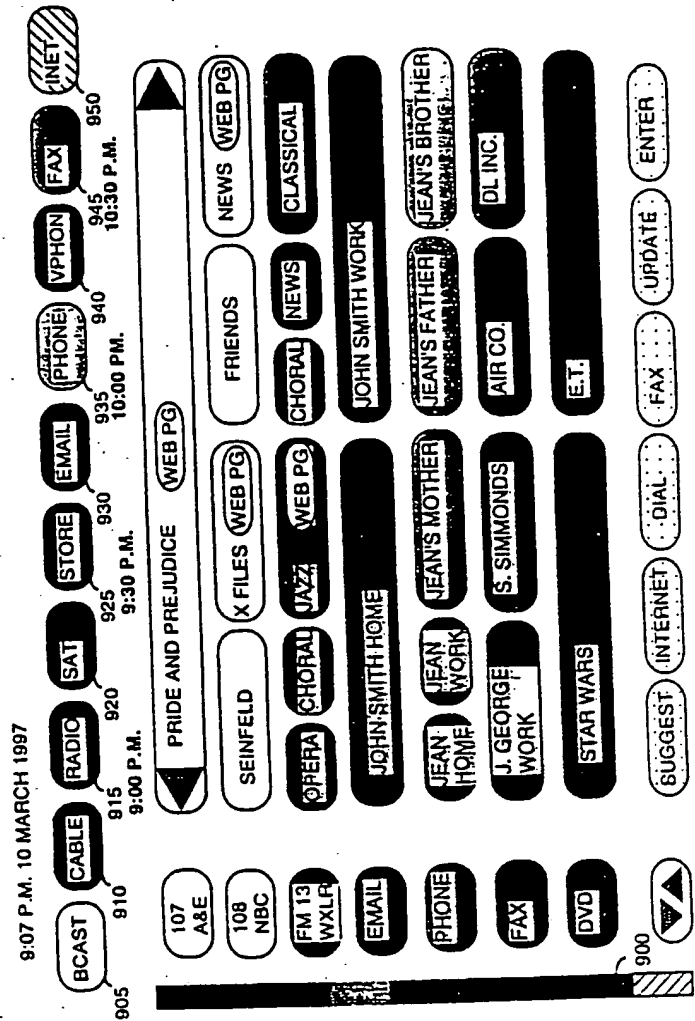 9:07 P.M. 10 MARCH 1997
BCAST CABLE RADIO SAT STORE EMAIL PHONE VPHON FAX INET
905 910 915 920 925 930 935 940 945 950
9:00 P.M. 9:30 P.M. 10:00 PM. 10:30 P.M.
107 A&E PRIDE AND PREJUDICE WEB PG
108 NBC SEINFELD X FILES WEB PG FRIENDS NEWS WEB PG
FM 13 WXLR OPERA CHORAL JAZZ WEB PG CHORAL NEWS CLASSICAL
EMAIL JOHN SMITH HOME JOHN SMITH WORK
PHONE JEAN HOME JEAN WORK JEAN'S MOTHER JEAN'S FATHER JEAN'S BROTHER
FAX J. GEORGE WORK S. SIMMONDS AIR CO. DL INC.
DVD STAR WARS E.T.
SUGGEST INTERNET DIAL FAX UPDATE ENTER
900